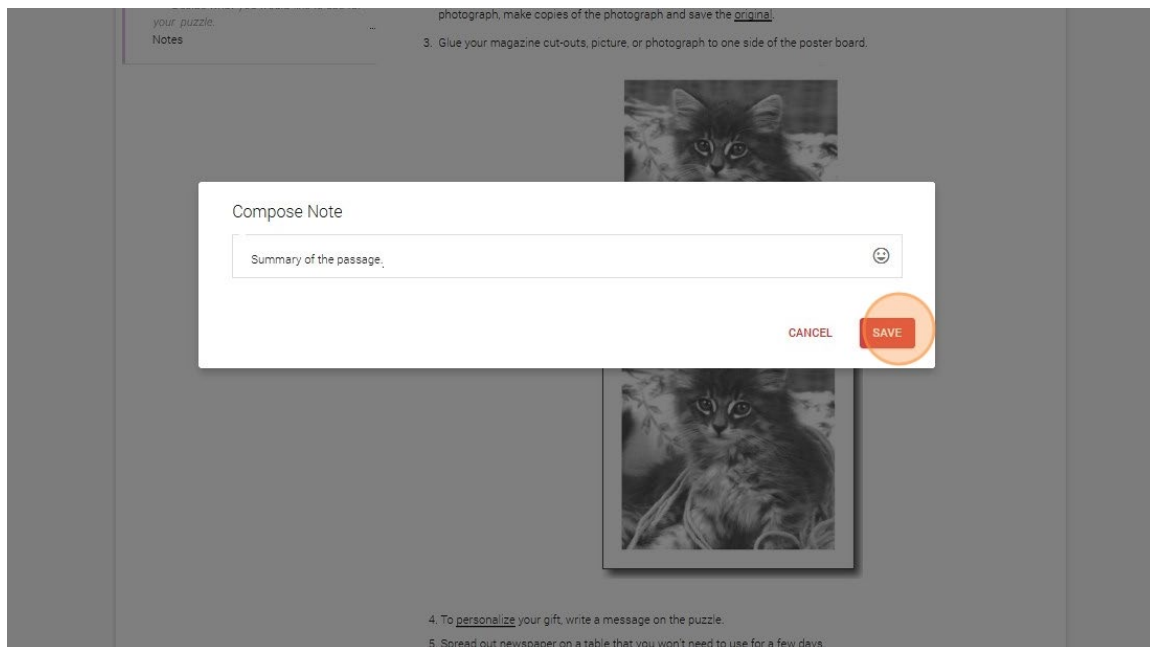 your puzzle.
Notes
photograph, make copies of the photograph and save the original.
3. Glue your magazine cut-outs, picture, or photograph to one side of the poster board.
Compose Note
Summary of the passage.
CANCEL
SAVE
4. To personalize your gift, write a message on the puzzle.
5. Spread out newspaper on a table that you won't need to use for a few days.